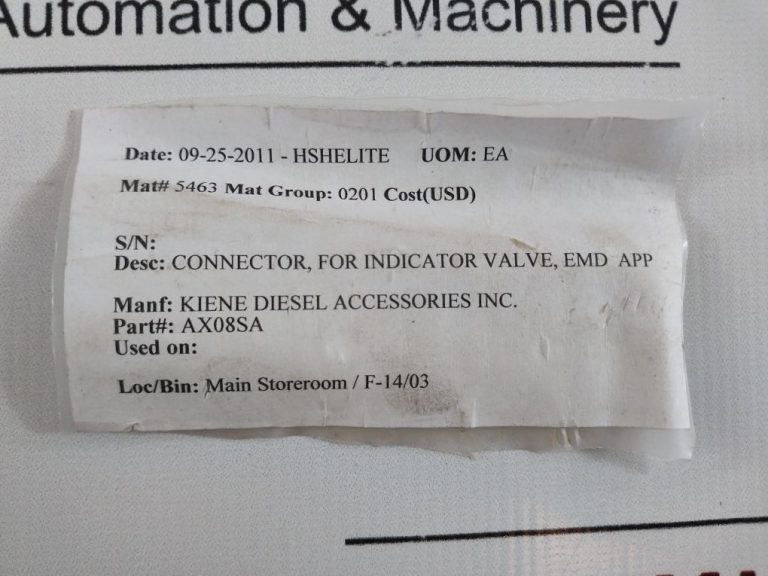 Automation & Machinery
Date: 09-25-2011 - HSHELITE UOM: EA
Mat# 5463 Mat Group: 0201 Cost(USD)
S/N:
Desc: CONNECTOR, FOR INDICATOR VALVE, EMD APP
Manf: KIENE DIESEL ACCESSORIES INC.
Part#: AX08SA
Used on:
Loc/Bin: Main Storeroom / F-14/03